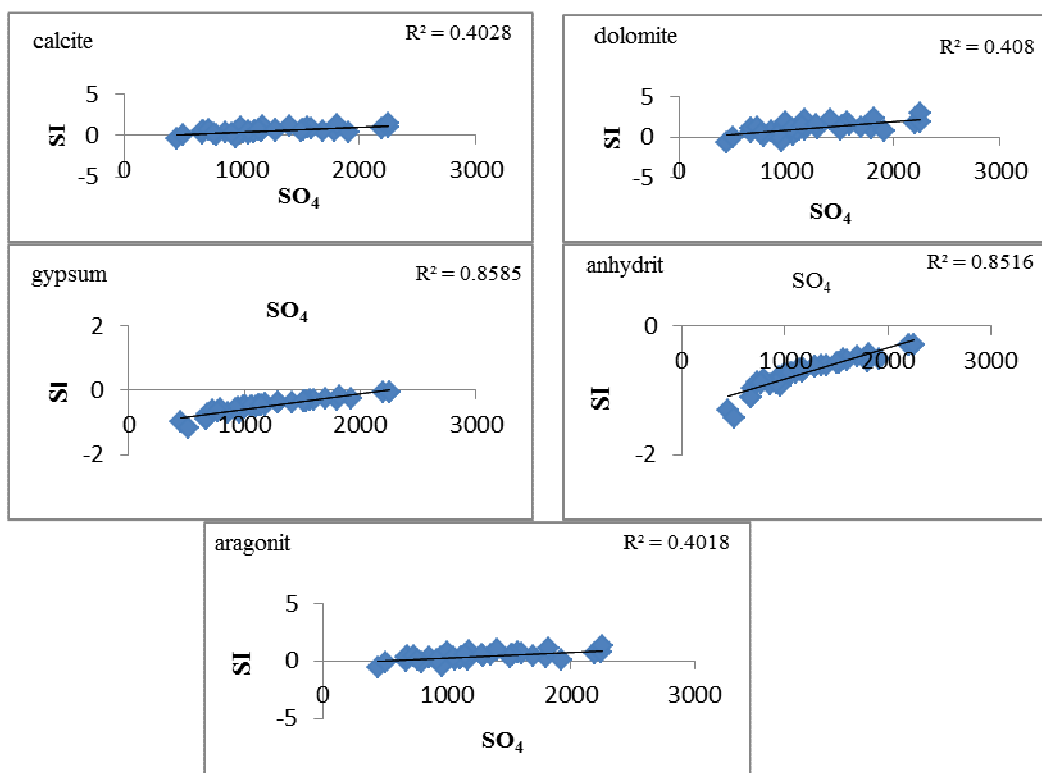 calcite
R² = 0.4028
5
0
-5
SI
0
1000
2000
3000
SO₄
dolomite
R² = 0.408
5
0
-5
SI
0
1000
2000
3000
SO₄
gypsum
R² = 0.8585
SO₄
2
0
-2
SI
0
1000
2000
3000
anhydrit
R² = 0.8516
SO₄
0
-2
SI
0
1000
2000
3000
aragonit
R² = 0.4018
5
0
-5
SI
0
1000
2000
3000
SO₄